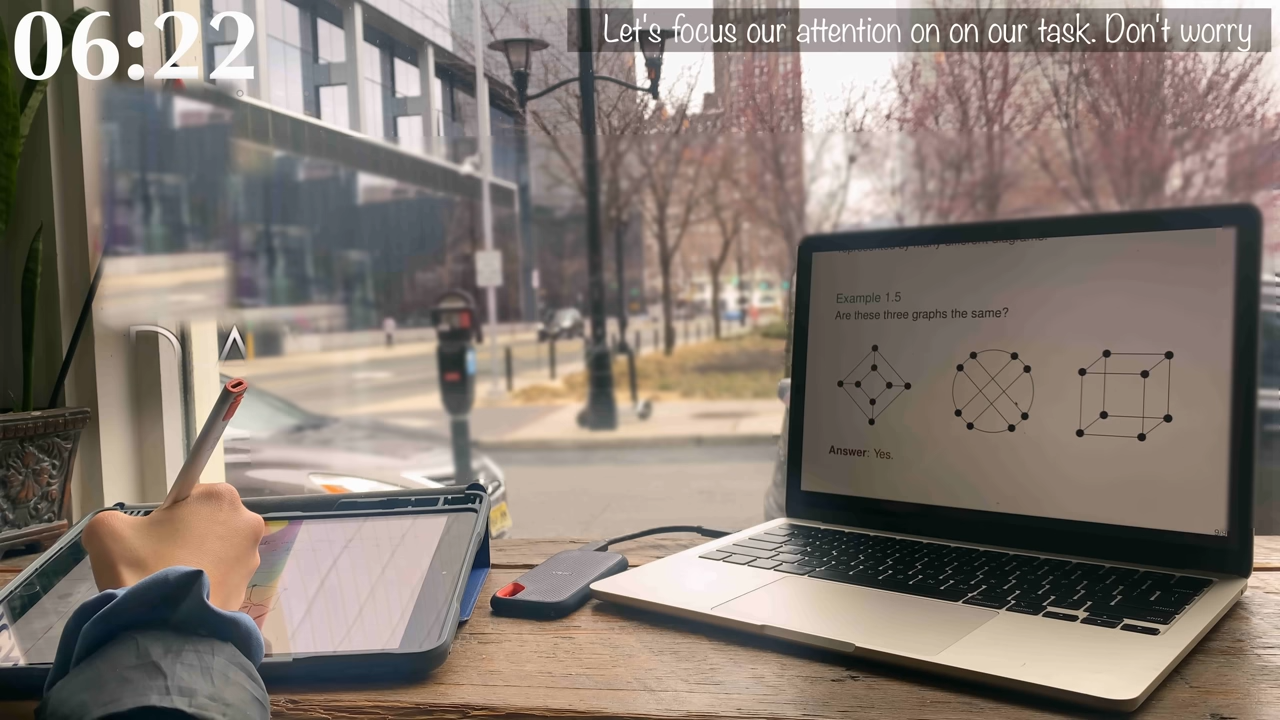 06:22
Let's focus our attention on on our task. Don't worry
Example 1.5
Are these three graphs the same?
Answer: Yes.